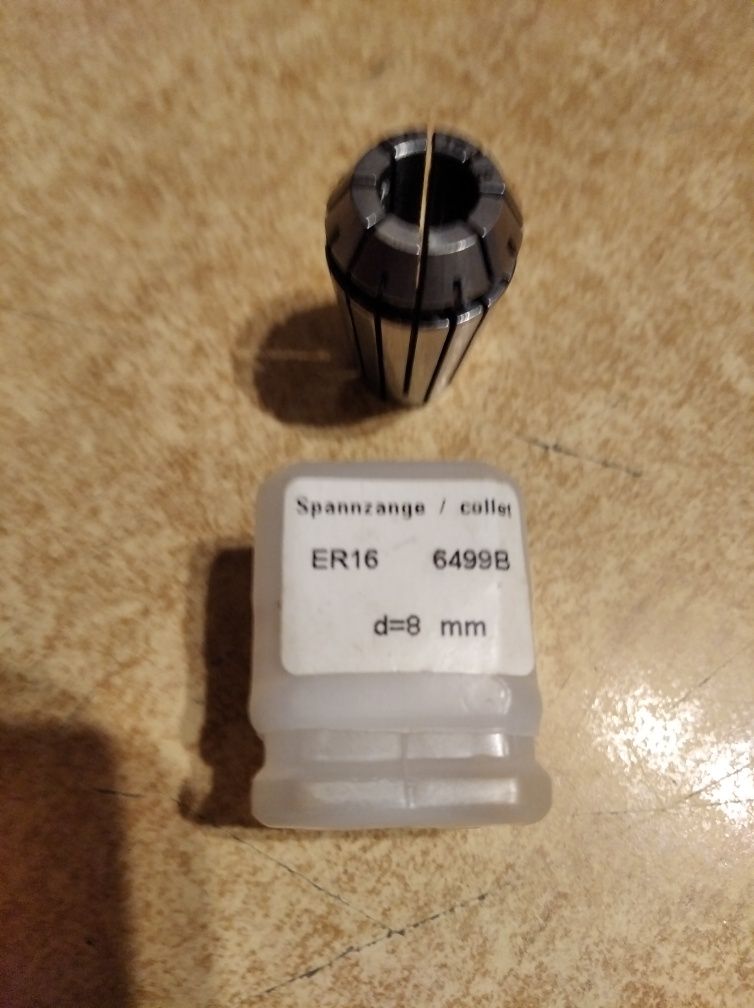 Spannzange / collet
ER16 6499B
d=8 mm